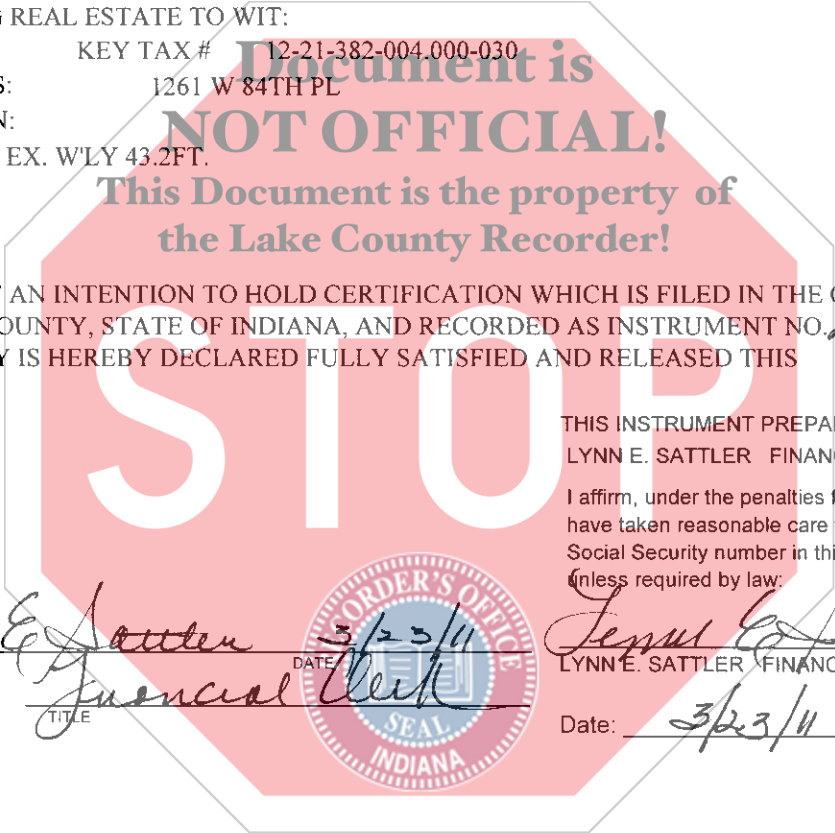 REAL ESTATE TO WIT:
KEY TAX # 12-21-382-004.000-030
Document is
1261 W 84TH PL
NOT OFFICIAL!
EX. W'LY 43.2FT.
This Document is the property of
the Lake County Recorder!
AN INTENTION TO HOLD CERTIFICATION WHICH IS FILED IN THE
OUNTY, STATE OF INDIANA, AND RECORDED AS INSTRUMENT NO.
Y IS HEREBY DECLARED FULLY SATISFIED AND RELEASED THIS
STOP
THIS INSTRUMENT PREPA
LYNN E. SATTLER FINAN
I affirm, under the penalties
have taken reasonable care
Social Security number in thi
unless required by law:
RECORDER'S OFFICE
E Sattler 3/23/11
DATE
LYNN E. SATTLER FINANC
Financial Clerk
TITLE
SEAL
INDIANA
Date: 3/23/11